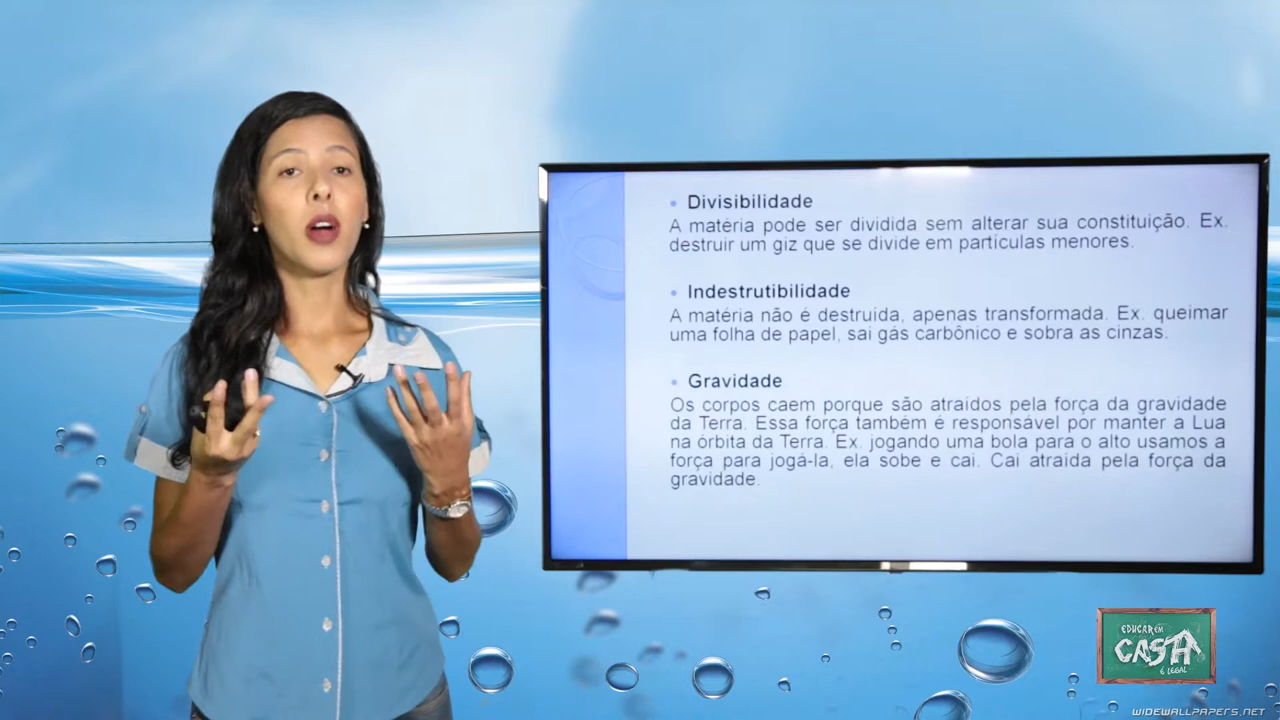 • Divisibilidade
A matéria pode ser dividida sem alterar sua constituição. Ex.
destruir um giz que se divide em partículas menores.
• Indestrutibilidade
A matéria não é destruída, apenas transformada. Ex. queimar
uma folha de papel, sai gás carbônico e sobra as cinzas.
• Gravidade
Os corpos caem porque são atraídos pela força da gravidade
da Terra. Essa força também é responsável por manter a Lua
na órbita da Terra. Ex. jogando uma bola para o alto usamos a
força para jogá-la, ela sobe e cai. Cai atraída pela força da
gravidade.
EDUCAR EM
CASA
É LEGAL
WIDEWALLPAPERS.NET